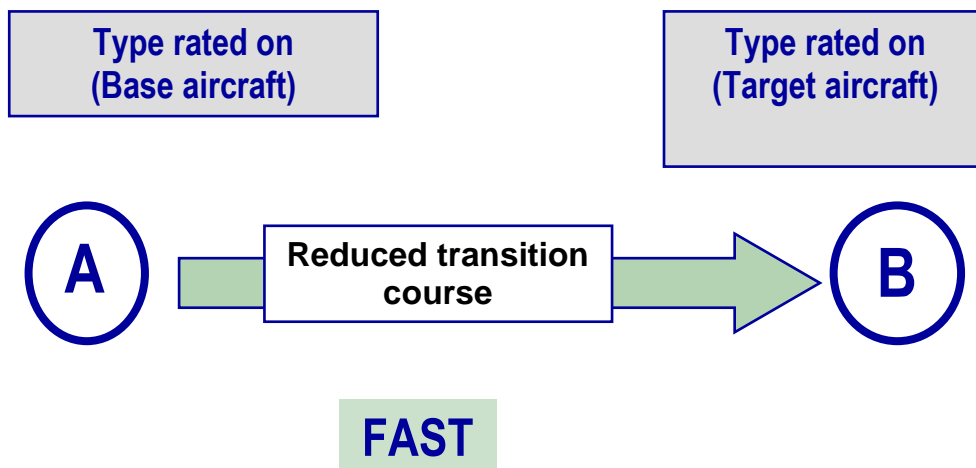 Type rated on
(Base aircraft)
Type rated on
(Target aircraft)
A
Reduced transition
course
B
FAST